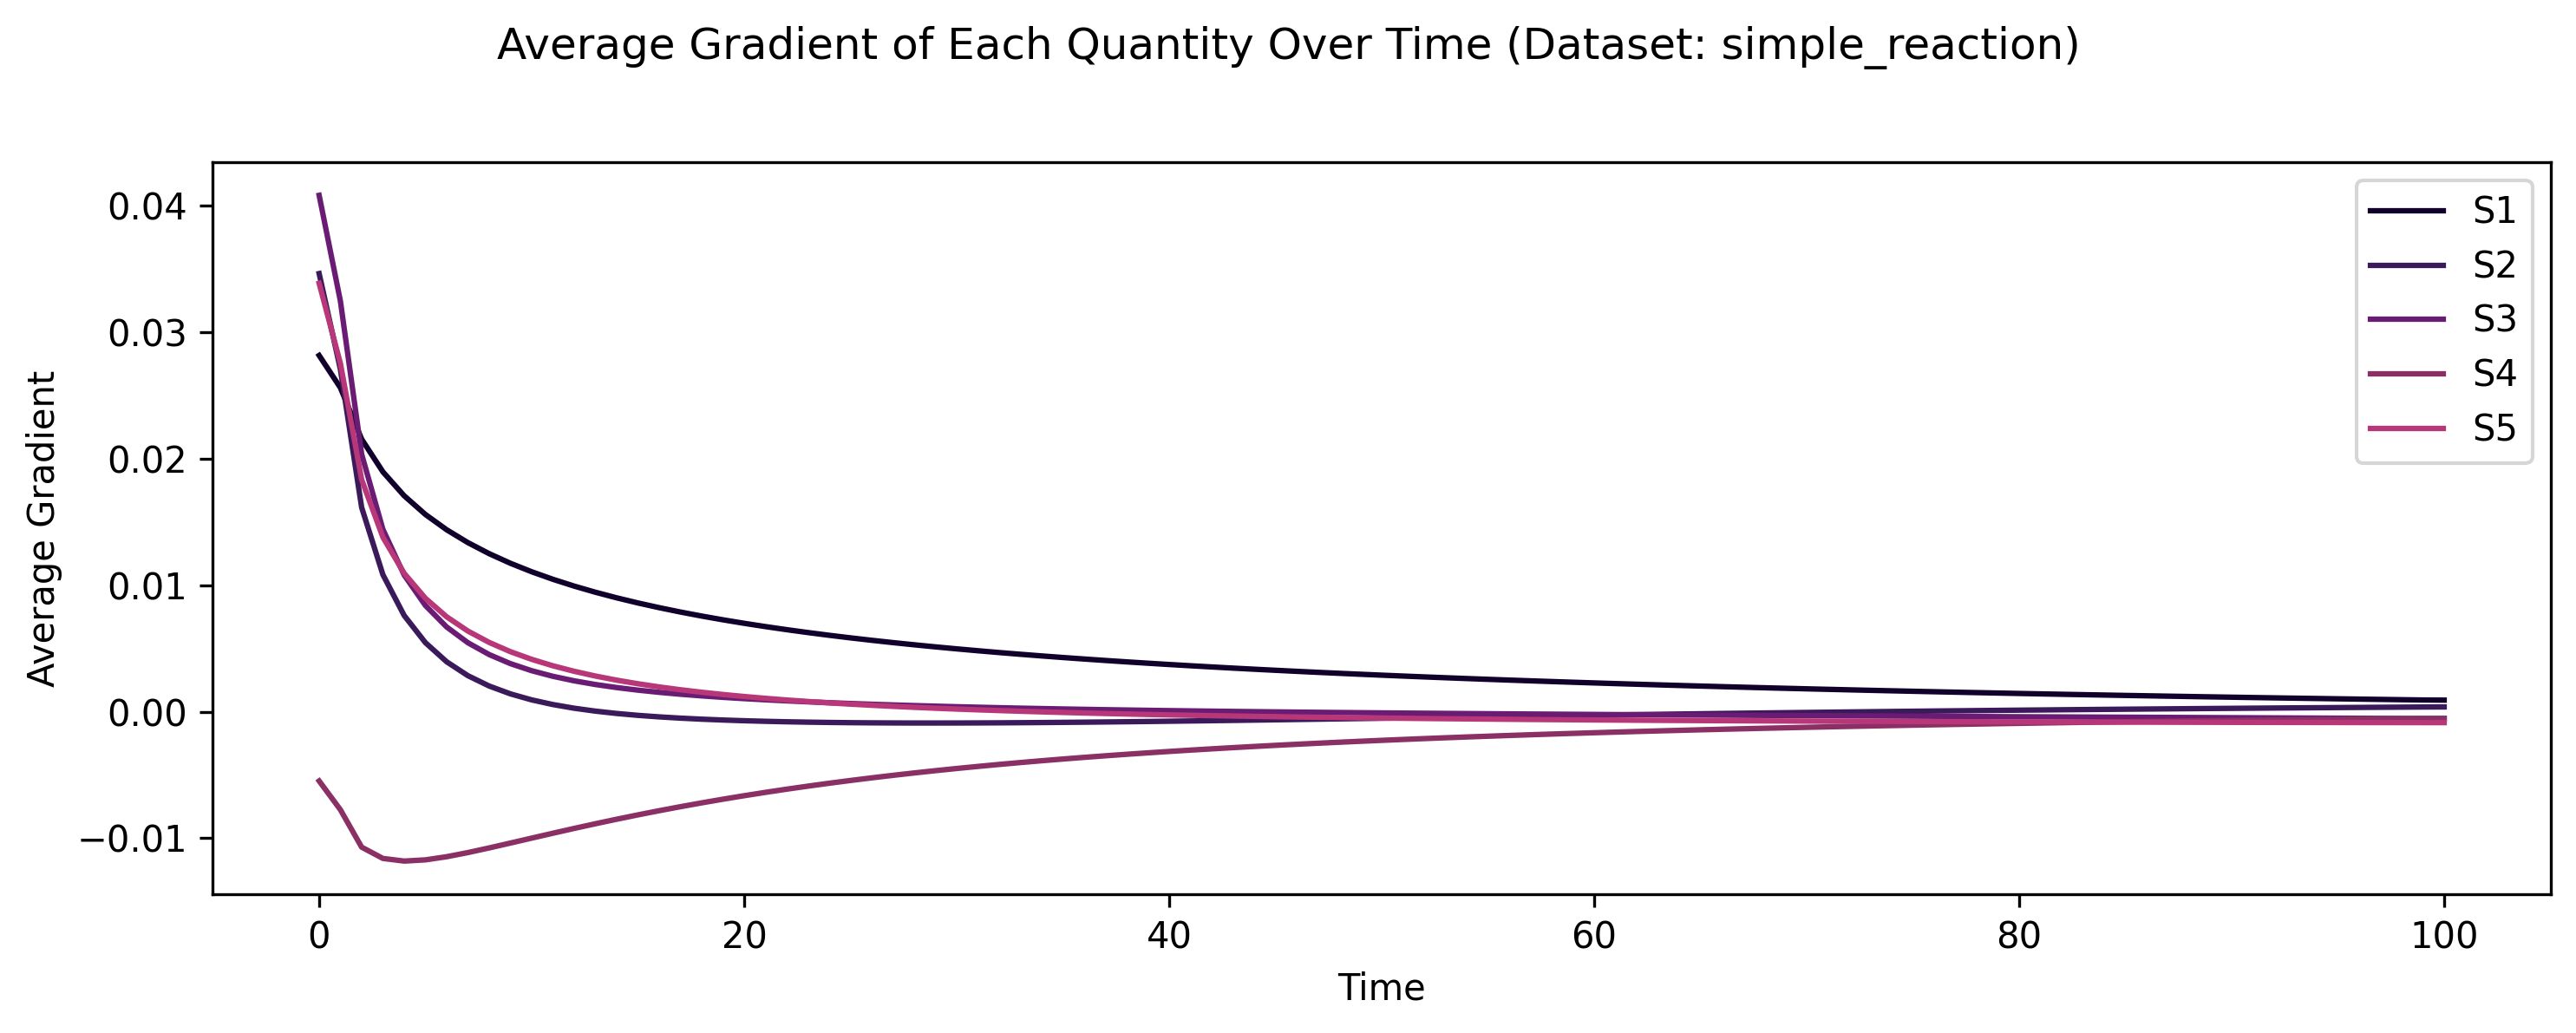 Average Gradient of Each Quantity Over Time (Dataset: simple_reaction)
Average Gradient
0.04
0.03
0.02
0.01
0.00
−0.01
0 20 40 60 80 100
Time
S1
S2
S3
S4
S5